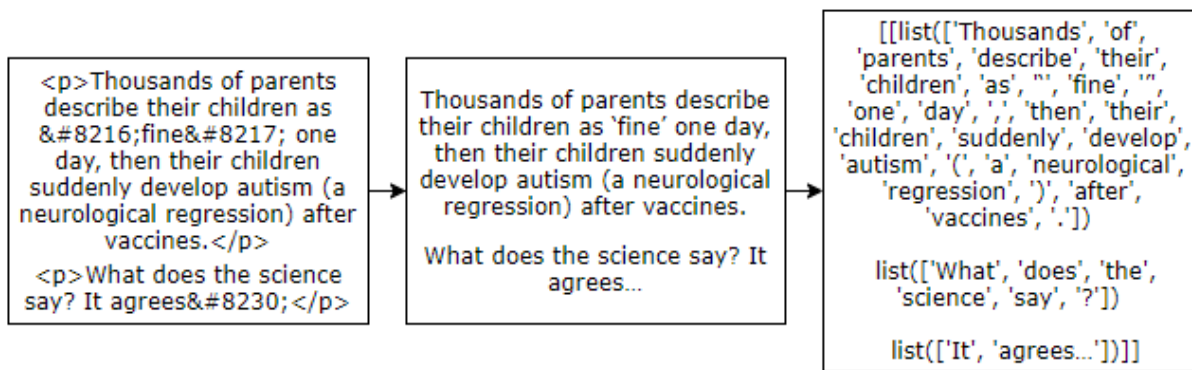 <p>Thousands of parents
describe their children as
&#8216;fine&#8217; one
day, then their children
suddenly develop autism (a
neurological regression) after
vaccines.</p>
<p>What does the science
say? It agrees&#8230;</p>
Thousands of parents describe
their children as ‘fine’ one day,
then their children suddenly
develop autism (a neurological
regression) after vaccines.
What does the science say? It
agrees…
[[list(['Thousands', 'of',
'parents', 'describe', 'their',
'children', 'as', '‘', 'fine', '’',
'one', 'day', ',', 'then', 'their',
'children', 'suddenly', 'develop',
'autism', '(', 'a', 'neurological',
'regression', ')', 'after',
'vaccines', '.'])
list(['What', 'does', 'the',
'science', 'say', '?'])
list(['It', 'agrees…'])]]